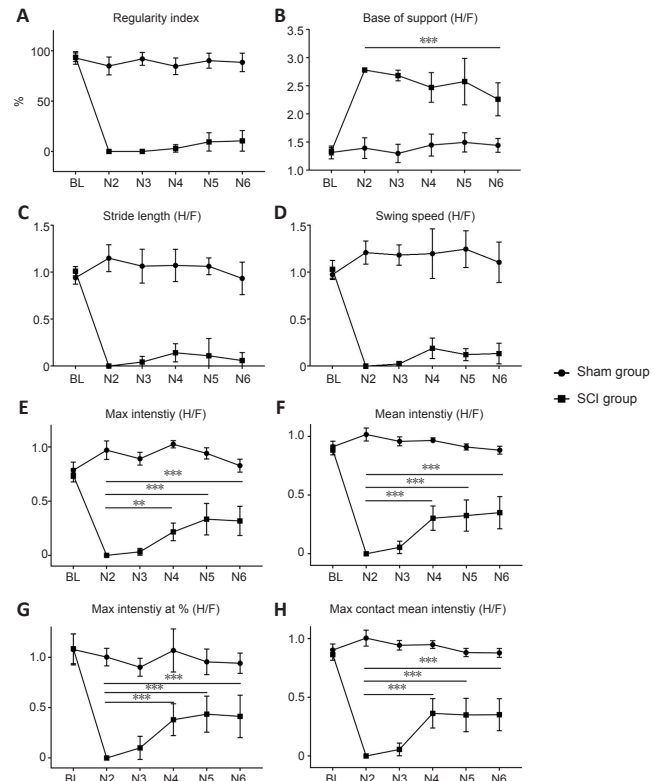 A Regularity index
100
50
0
%
BL N2 N3 N4 N5 N6
B Base of support (H/F)
***
3.0
2.5
2.0
1.5
1.0
BL N2 N3 N4 N5 N6
C Stride length (H/F)
1.5
1.0
0.5
0
BL N2 N3 N4 N5 N6
D Swing speed (H/F)
1.5
1.0
0.5
0
BL N2 N3 N4 N5 N6
Sham group
SCI group
E Max intenstiy (H/F)
1.0
0.5
0
***
***
**
BL N2 N3 N4 N5 N6
F Mean intenstiy (H/F)
1.0
0.5
0
***
***
***
BL N2 N3 N4 N5 N6
G Max intenstiy at % (H/F)
1.0
0.5
0
***
***
***
BL N2 N3 N4 N5 N6
H Max contact mean intenstiy (H/F)
1.0
0.5
0
***
***
***
BL N2 N3 N4 N5 N6